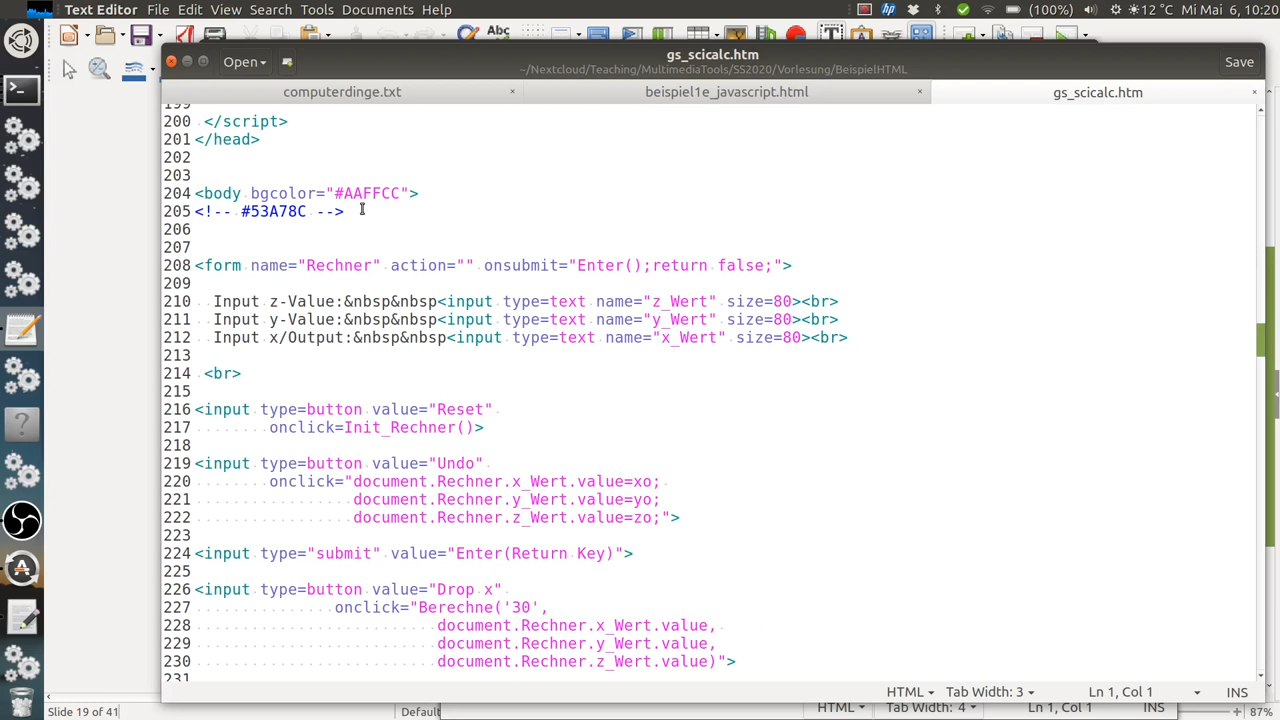 Text Editor File Edit View Search Tools Documents Help
(100%) 12 °C Mi Mai 6, 10:20
gs_scicalc.htm
~/Nextcloud/Teaching/MultimediaTools/SS2020/Vorlesung/BeispielHTML
Open
Save
computerdinge.txt × beispiel1e_javascript.html × gs_scicalc.htm ×
199
200 </script>
201 </head>
202
203
204 <body bgcolor="#AAFFCC">
205 <!-- #53A78C -->
206
207
208 <form name="Rechner" action="" onsubmit="Enter();return false;">
209
210 Input z-Value:&nbsp&nbsp<input type=text name="z_Wert" size=80><br>
211 Input y-Value:&nbsp&nbsp<input type=text name="y_Wert" size=80><br>
212 Input x/Output:&nbsp&nbsp<input type=text name="x_Wert" size=80><br>
213
214 <br>
215
216 <input type=button value="Reset"
217 onclick=Init_Rechner()>
218
219 <input type=button value="Undo"
220 onclick="document.Rechner.x_Wert.value=xo;
221 document.Rechner.y_Wert.value=yo;
222 document.Rechner.z_Wert.value=zo;">
223
224 <input type="submit" value="Enter(Return Key)">
225
226 <input type=button value="Drop x"
227 onclick="Berechne('30',
228 document.Rechner.x_Wert.value,
229 document.Rechner.y_Wert.value,
230 document.Rechner.z_Wert.value)">
231
HTML Tab Width: 3 Ln 1, Col 1 INS
Slide 19 of 41 Default HTML Tab Width: 4 Ln 1, Col 1 INS 87%